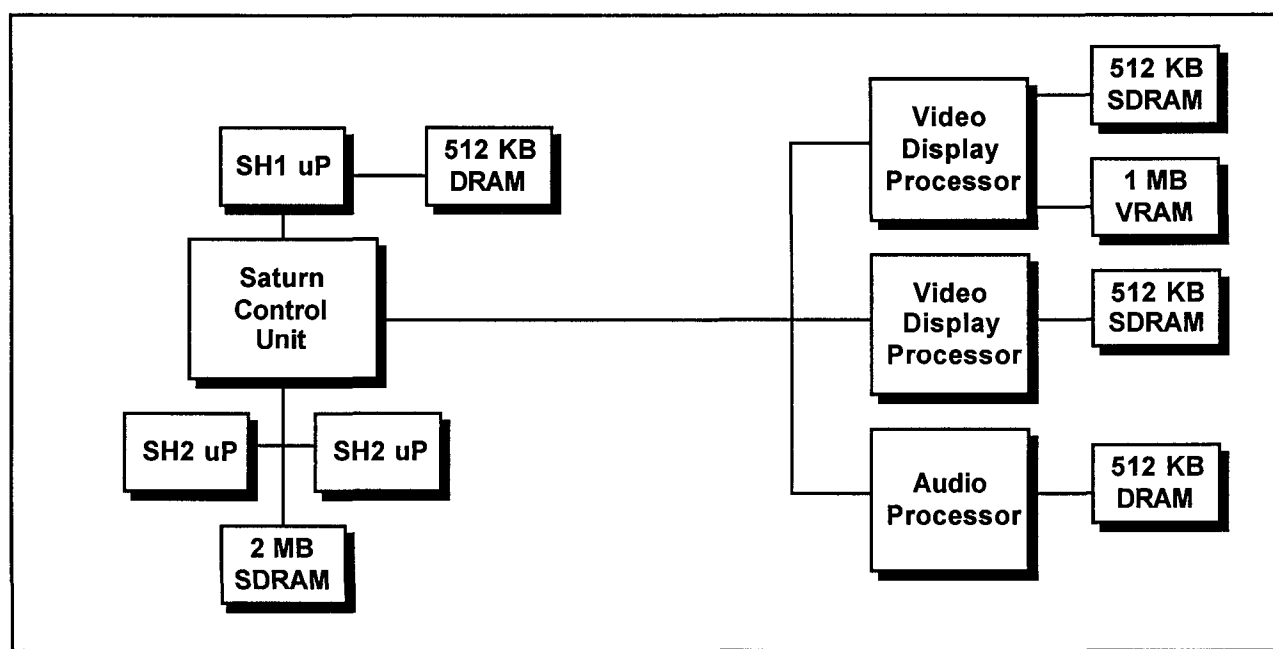 SH1 uP
512 KB
DRAM
Saturn
Control
Unit
SH2 uP
SH2 uP
2 MB
SDRAM
Video
Display
Processor
512 KB
SDRAM
1 MB
VRAM
Video
Display
Processor
512 KB
SDRAM
Audio
Processor
512 KB
DRAM